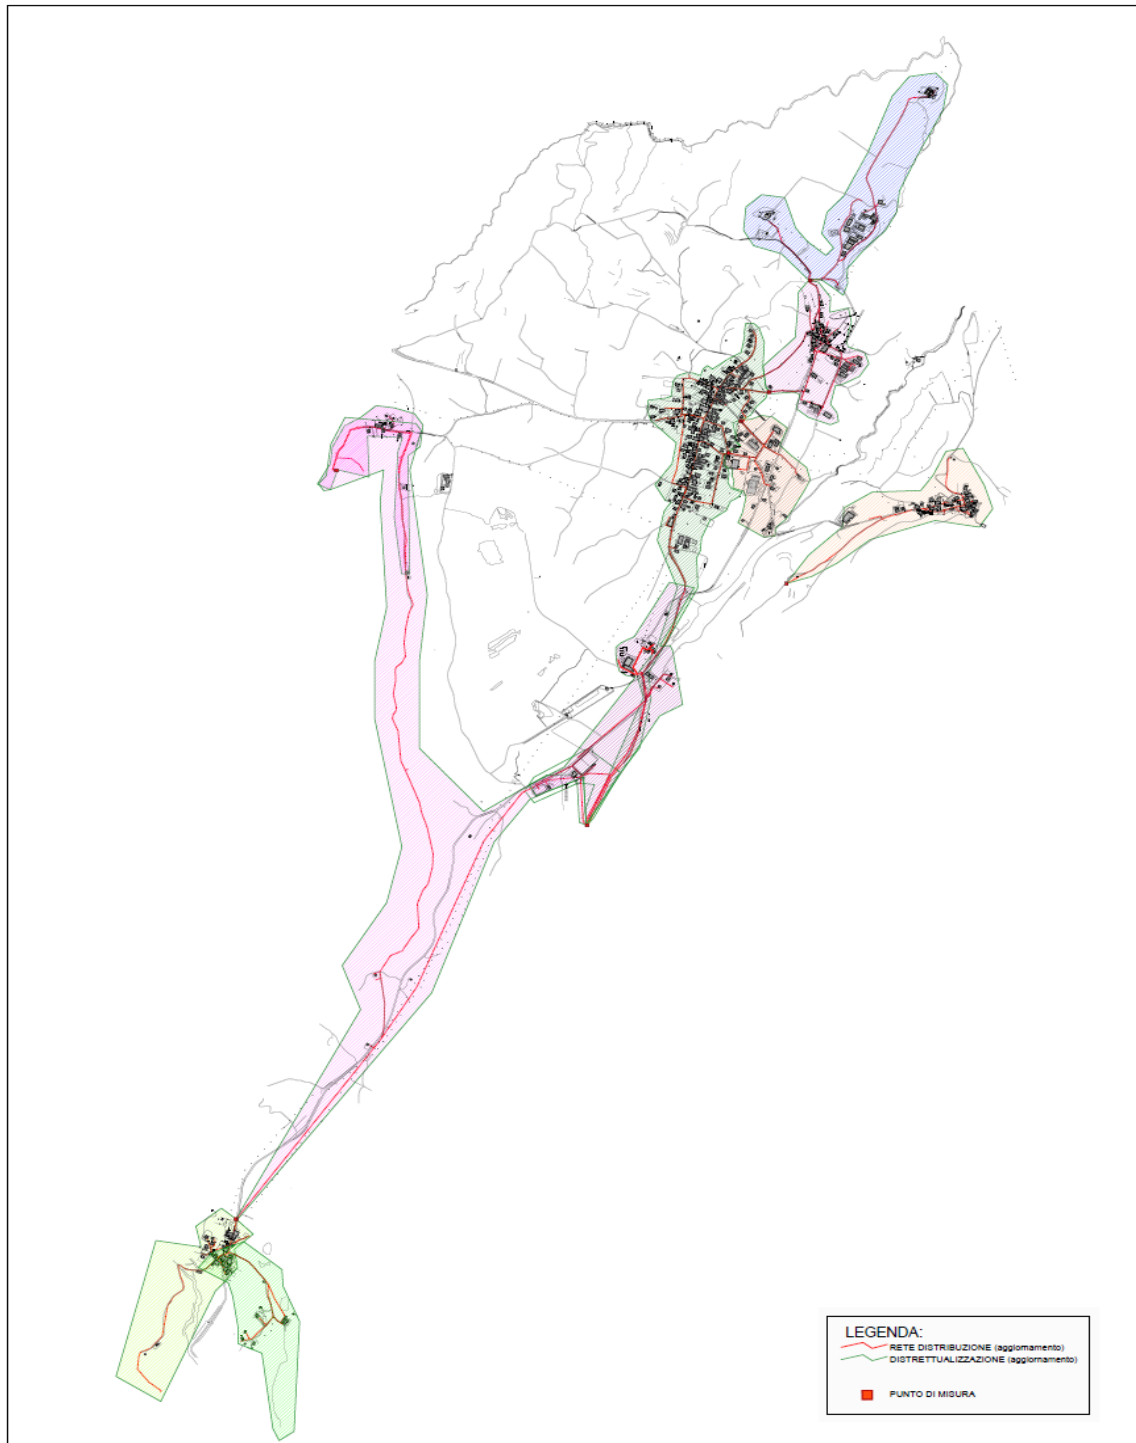 LEGENDA:
RETE DISTRIBUZIONE (aggiornamento)
DISTRETTUALIZZAZIONE (aggiornamento)
PUNTO DI MISURA